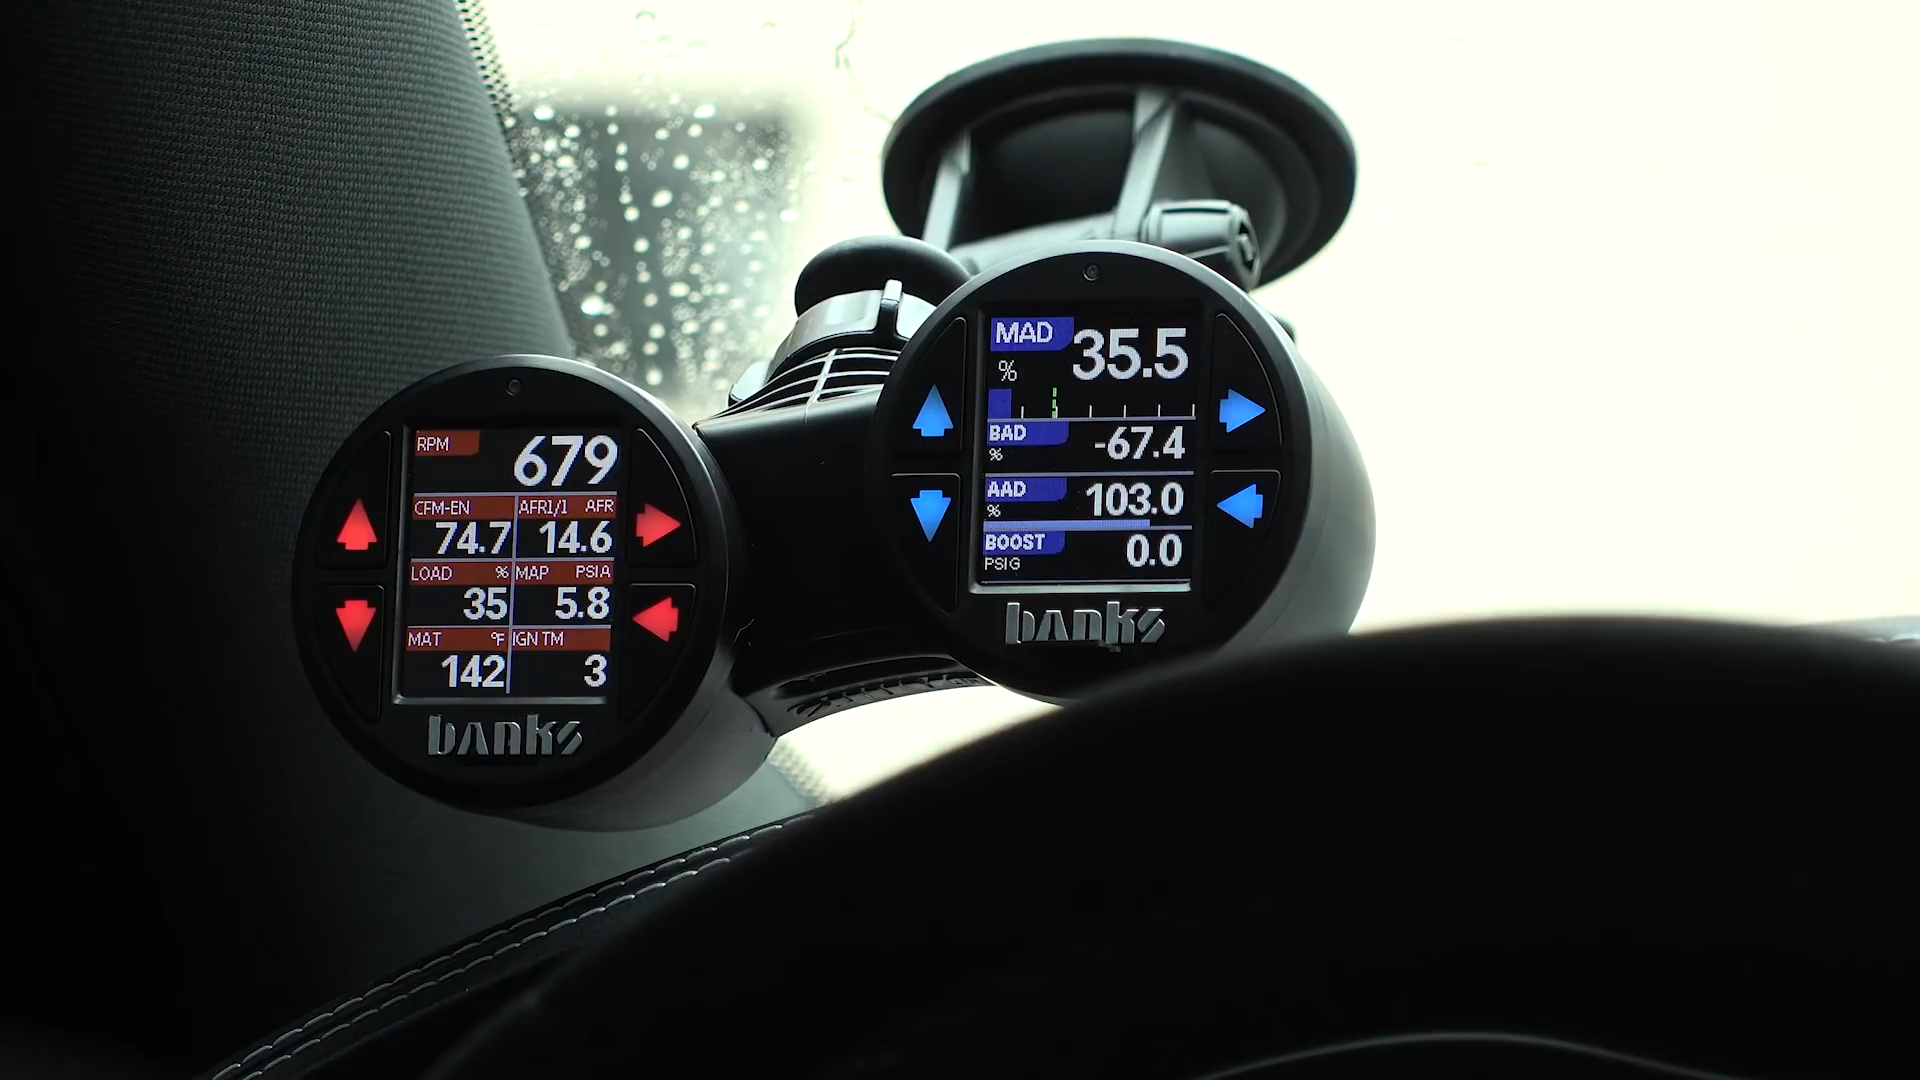 RPM 679
CFM-EN AFR1/1 AFR
74.7 14.6
LOAD % MAP PSIA
35 5.8
MAT °F IGN TM
142 3
banks
MAD 35.5
%
BAD -67.4
%
AAD 103.0
%
BOOST 0.0
PSIG
banks